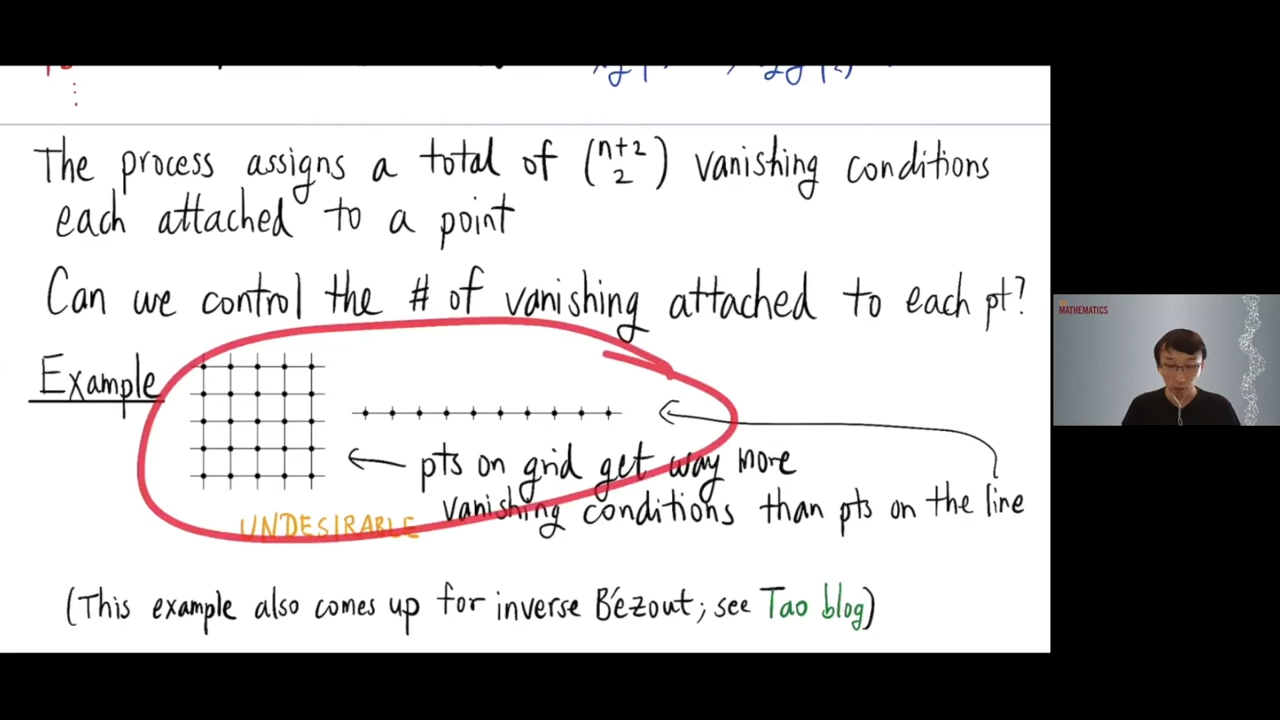 The process assigns a total of (n+2 2) vanishing conditions
each attached to a point
Can we control the # of vanishing attached to each pt?
Example
← pts on grid get way more
vanishing conditions than pts on the line
UNDESIRABLE
(This example also comes up for inverse Bézout; see Tao blog)
MATHEMATICS